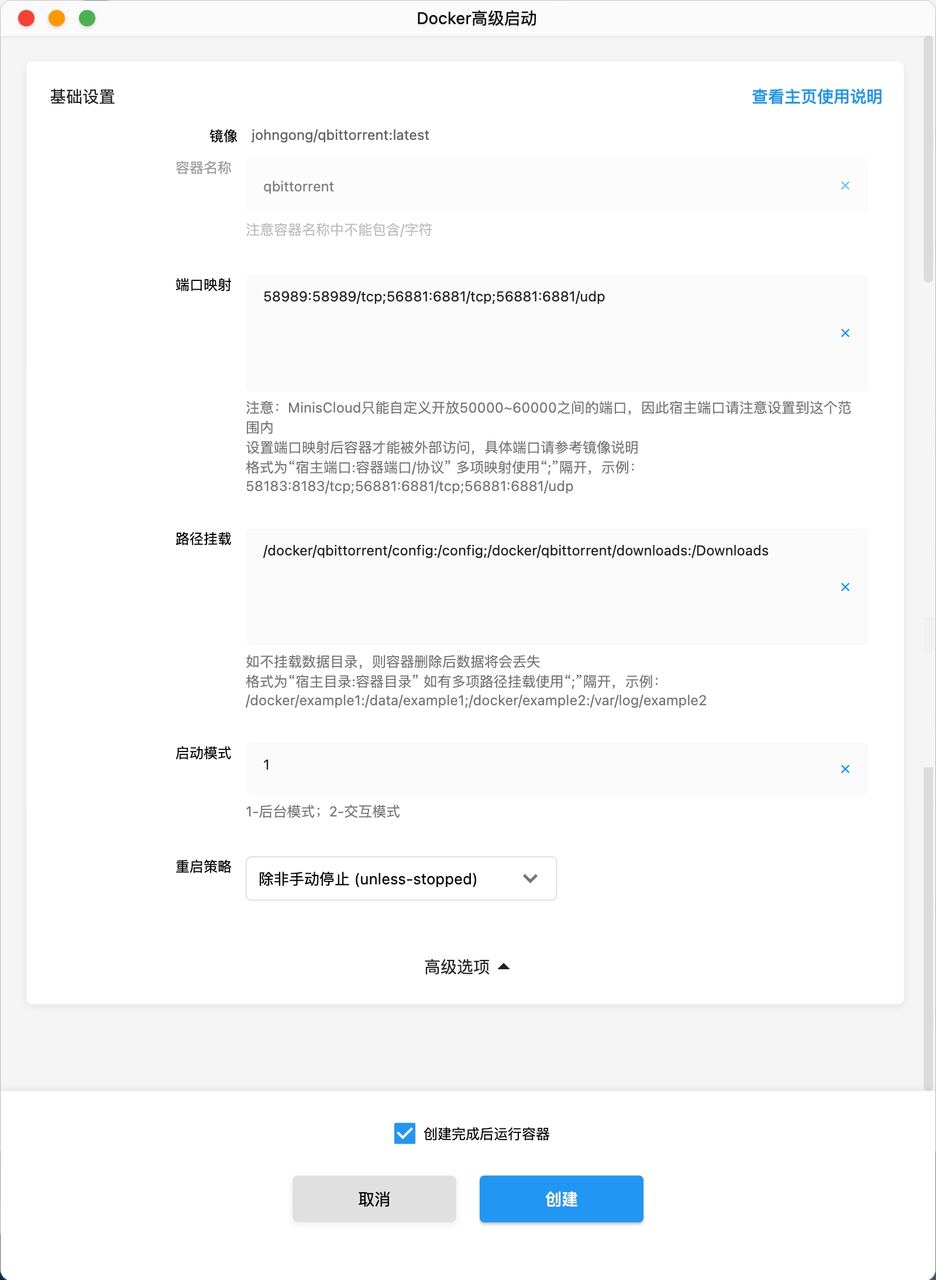 Docker高级启动
基础设置
查看主页使用说明
镜像 johngong/qbittorrent:latest
容器名称
qbittorrent
注意容器名称中不能包含/字符
端口映射
58989:58989/tcp;56881:6881/tcp;56881:6881/udp
注意：MinisCloud只能自定义开放50000~60000之间的端口，因此宿主端口请注意设置到这个范
围内
设置端口映射后容器才能被外部访问，具体端口请参考镜像说明
格式为“宿主端口:容器端口/协议” 多项映射使用“;”隔开，示例：
58183:8183/tcp;56881:6881/tcp;56881:6881/udp
路径挂载
/docker/qbittorrent/config:/config;/docker/qbittorrent/downloads:/Downloads
如不挂载数据目录，则容器删除后数据将会丢失
格式为“宿主目录:容器目录” 如有多项路径挂载使用“;”隔开，示例：
/docker/example1:/data/example1;/docker/example2:/var/log/example2
启动模式
1
1-后台模式；2-交互模式
重启策略
除非手动停止 (unless-stopped)
高级选项
创建完成后运行容器
取消
创建